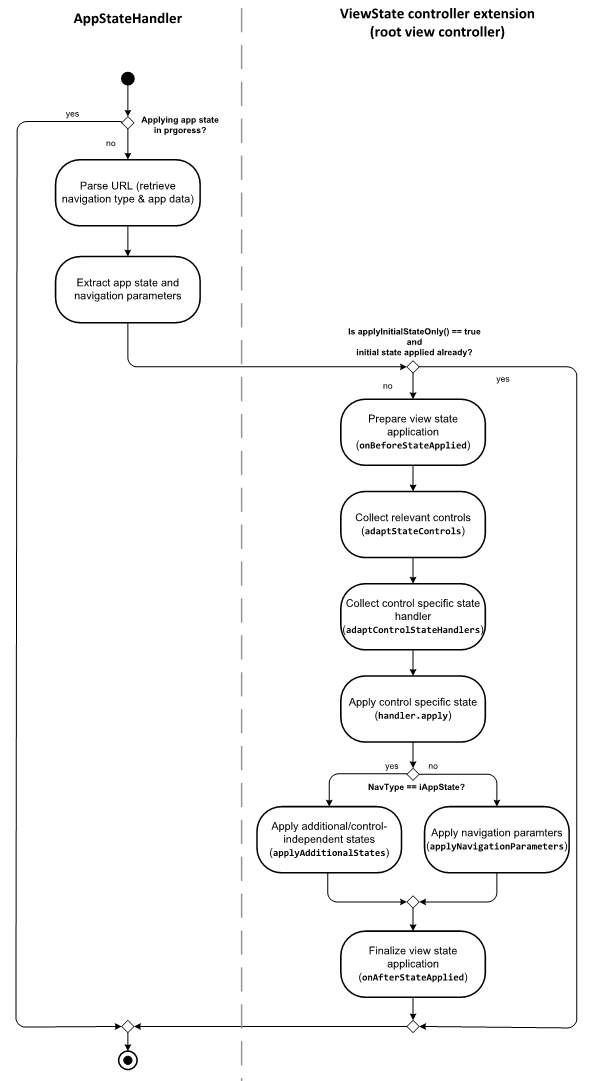 AppStateHandler
ViewState controller extension
(root view controller)
yes
Applying app state
in prgoress?
no
Parse URL (retrieve
navigation type & app data)
Extract app state and
navigation parameters
Is applyInitialStateOnly() == true
and
initial state applied already?
no
yes
Prepare view state
application
(onBeforeStateApplied)
Collect relevant controls
(adaptStateControls)
Collect control specific state
handler
(adaptControlStateHandlers)
Apply control specific state
(handler.apply)
yes
no
NavType == iAppState?
Apply additional/control-
independent states
(applyAdditionalStates)
Apply navigation paramters
(applyNavigationParameters)
Finalize view state
application
(onAfterStateApplied)